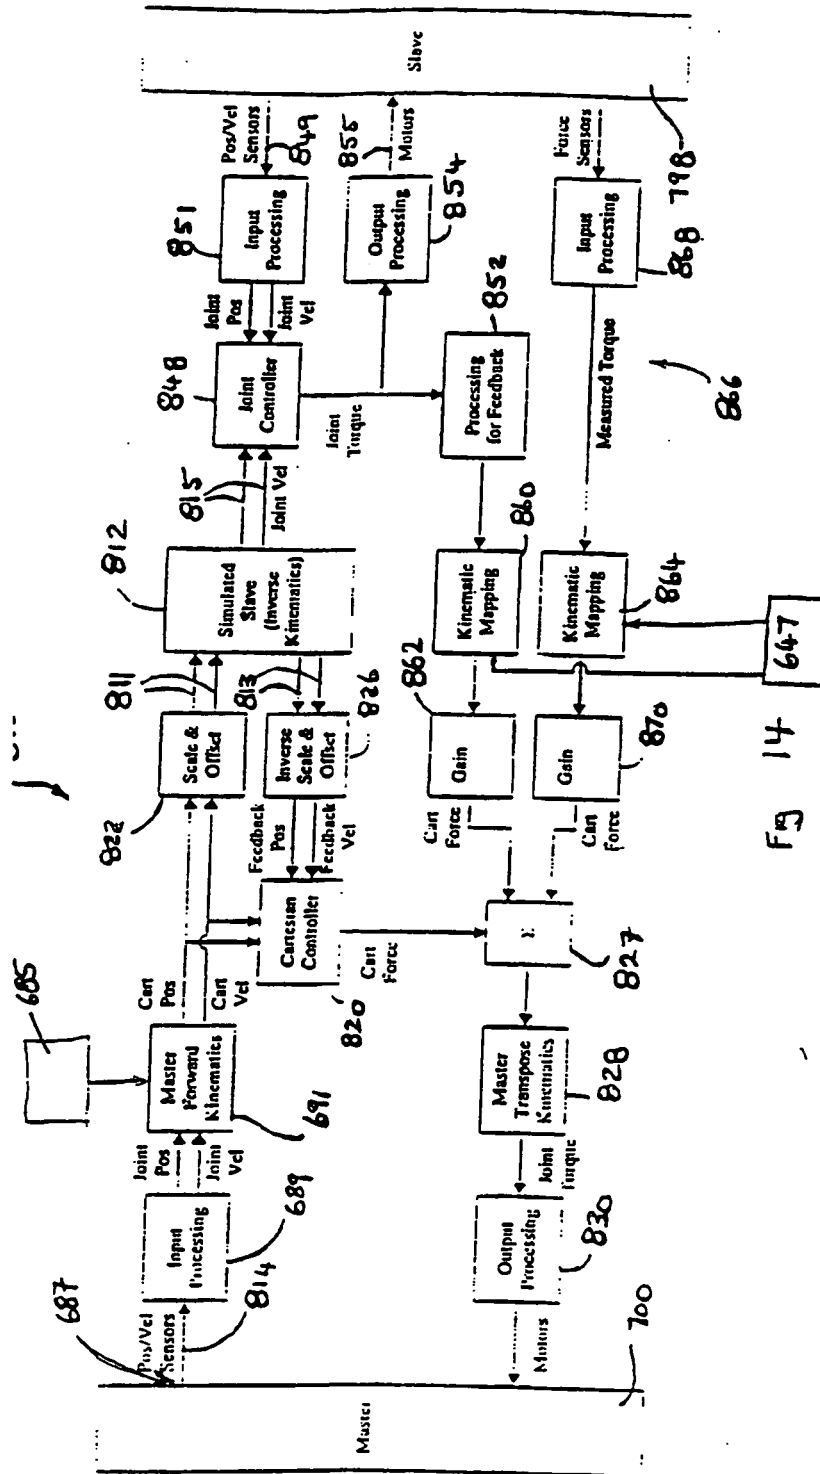 Slave
798
Pos/Vel
Sensors
849
851
Input
Processing
Joint
Pos
Joint
Vel
855
Motors
Output
Processing
854
848
Joint
Controller
Joint
Torque
852
Processing
for Feedback
Force
Sensors
Input
Processing
868
Measured Torque
866
815
Joint Vel
812
Simulated
Slave
(Inverse
Kinematics)
811
813
860
Kinematic
Mapping
Kinematic
Mapping
864
647
822
Scale &
Offset
826
Inverse
Scale &
Offset
862
Gain
Gain
870
Feedback
Pos
Feedback
Vel
Cart
Force
Cart
Force
Cartesian
Controller
820
Cart
Force
Σ
827
Cart
Pos
Cart
Vel
685
Master
Forward
Kinematics
691
Master
Transpose
Kinematics
828
Joint
Pos
Joint
Vel
Joint
Torque
Input
Processing
689
Output
Processing
830
687
Pos/Vel
Sensors
814
Motors
Master
700
Fig 14